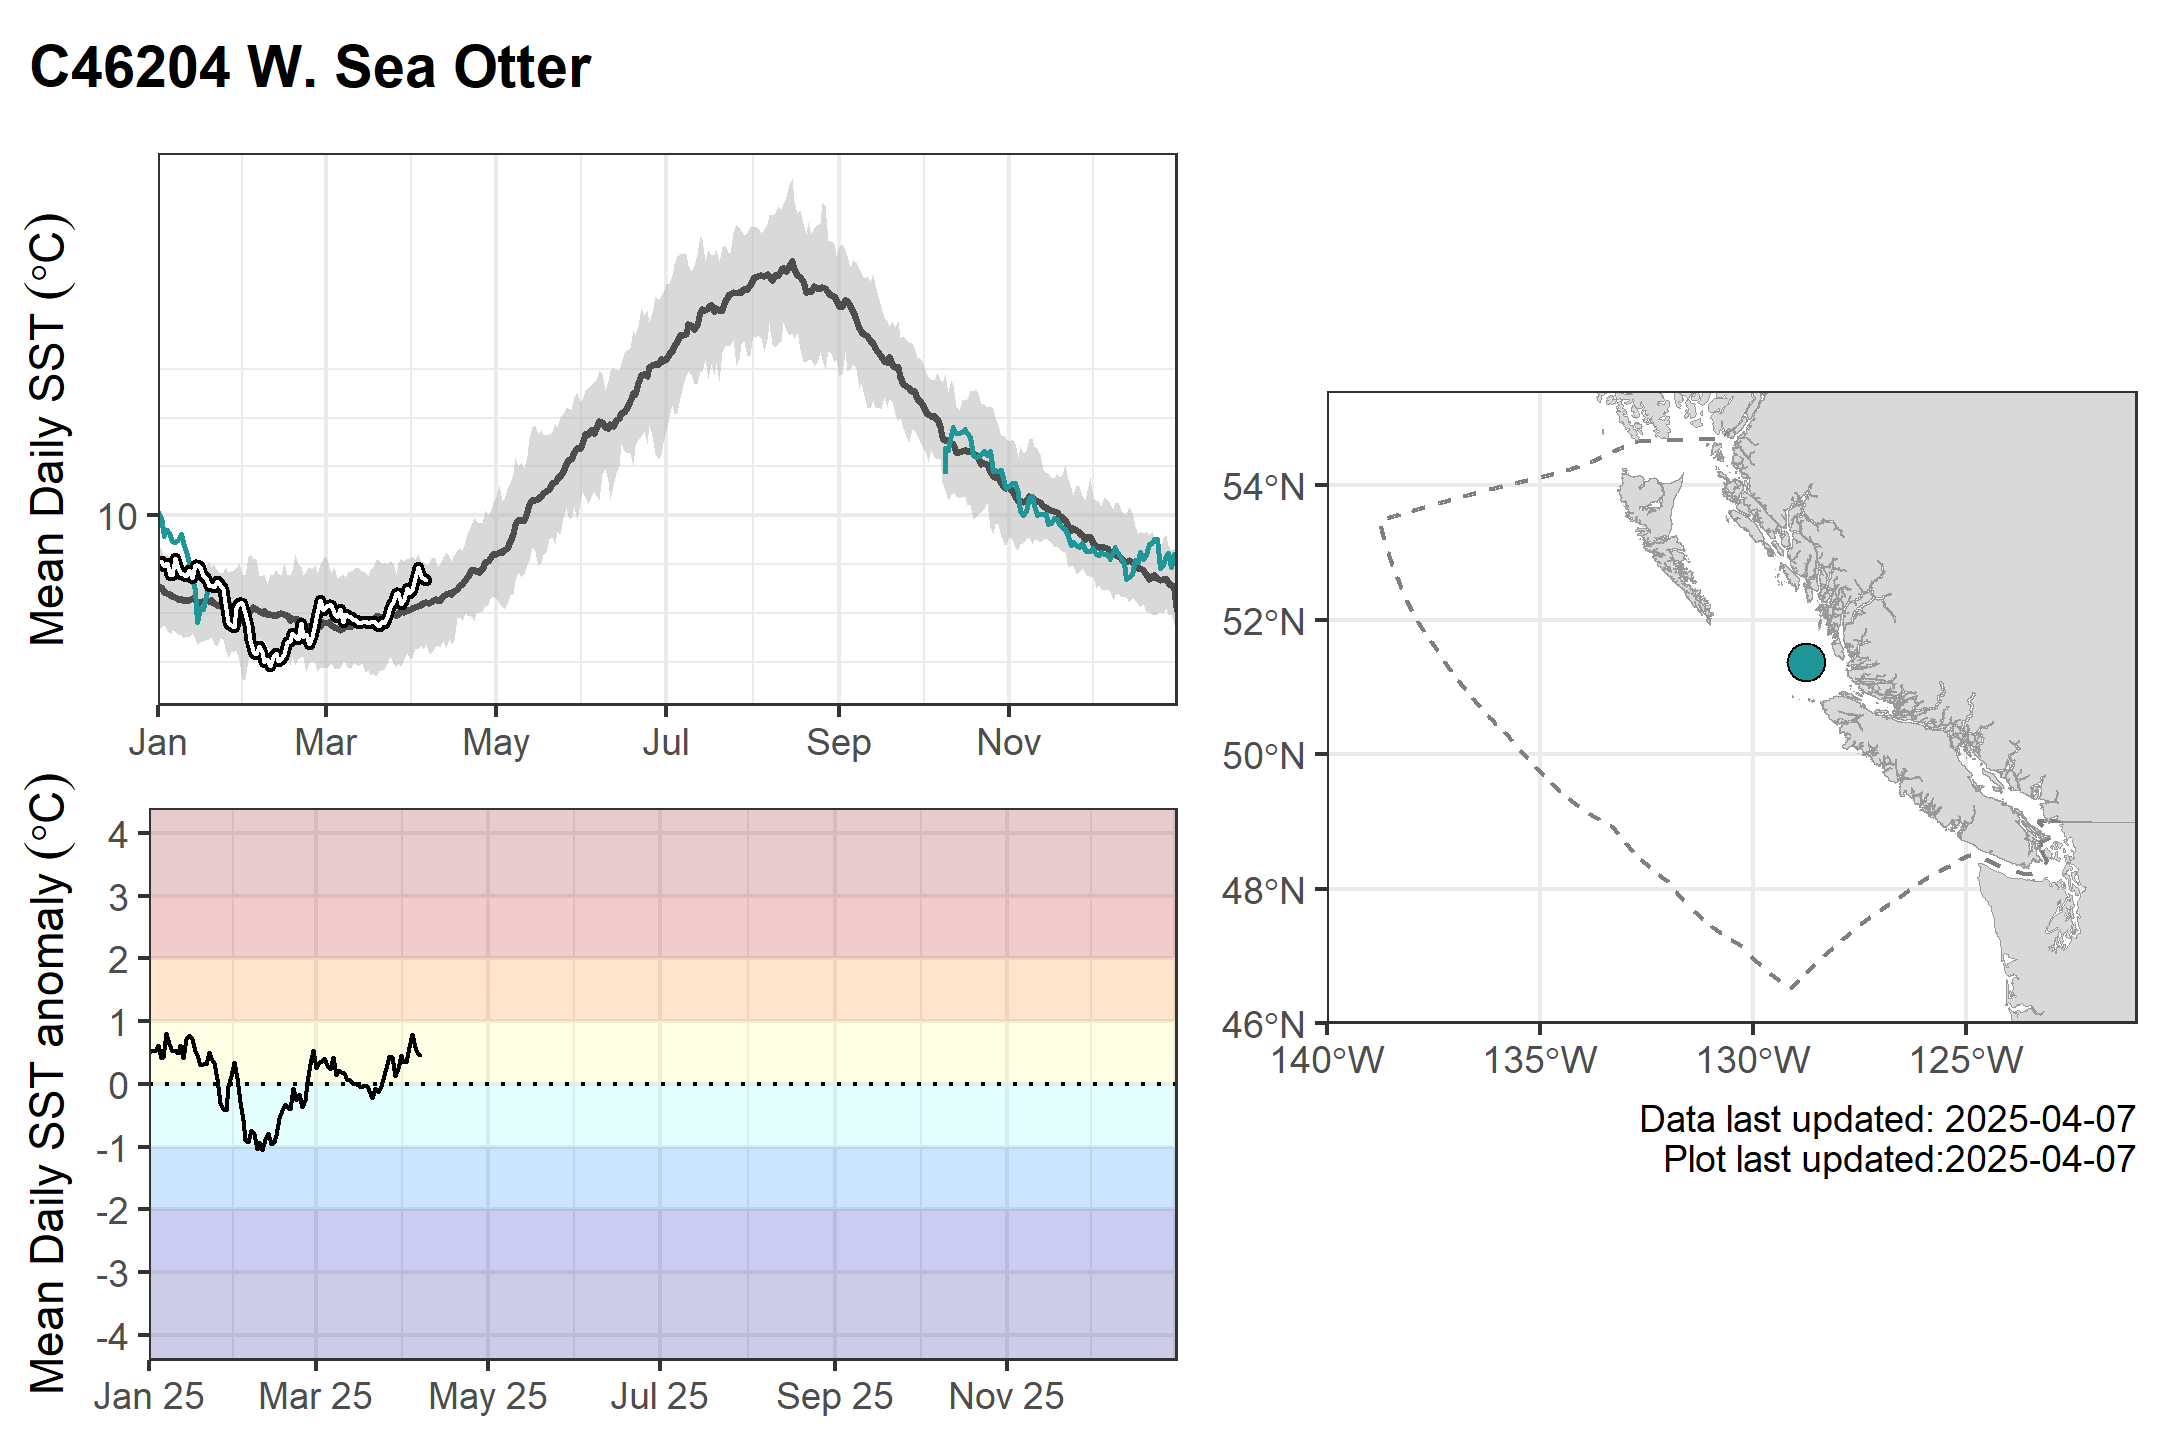 C46204 W. Sea Otter
Mean Daily SST (°C)
10
Jan Mar May Jul Sep Nov
Mean Daily SST anomaly (°C)
4
3
2
1
0
-1
-2
-3
-4
Jan 25 Mar 25 May 25 Jul 25 Sep 25 Nov 25
54°N
52°N
50°N
48°N
46°N
140°W 135°W 130°W 125°W
Data last updated: 2025-04-07
Plot last updated:2025-04-07